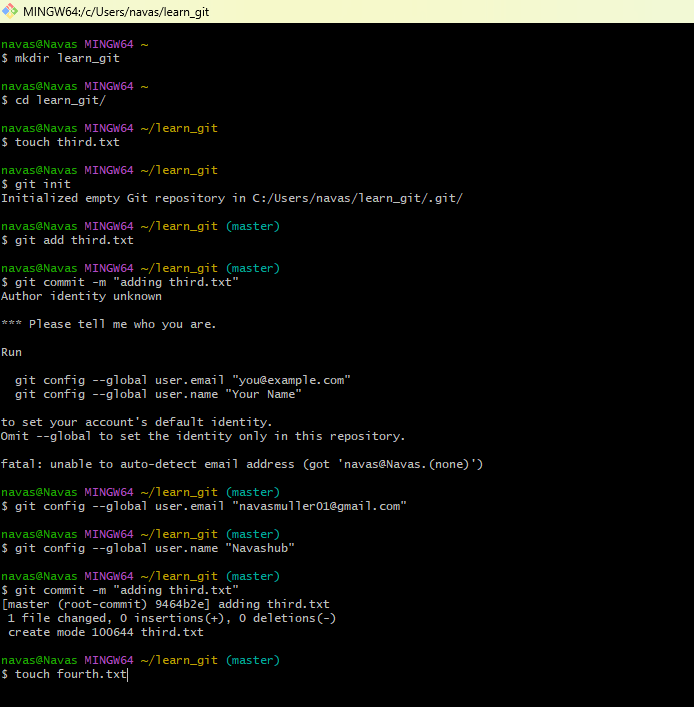 MINGW64:/c/Users/navas/learn_git
navas@Navas MINGW64 ~
$ mkdir learn_git
navas@Navas MINGW64 ~
$ cd learn_git/
navas@Navas MINGW64 ~/learn_git
$ touch third.txt
navas@Navas MINGW64 ~/learn_git
$ git init
Initialized empty Git repository in C:/Users/navas/learn_git/.git/
navas@Navas MINGW64 ~/learn_git (master)
$ git add third.txt
navas@Navas MINGW64 ~/learn_git (master)
$ git commit -m "adding third.txt"
Author identity unknown
*** Please tell me who you are.
Run
  git config --global user.email "you@example.com"
  git config --global user.name "Your Name"
to set your account's default identity.
Omit --global to set the identity only in this repository.
fatal: unable to auto-detect email address (got 'navas@Navas.(none)')
navas@Navas MINGW64 ~/learn_git (master)
$ git config --global user.email "navasmuller01@gmail.com"
navas@Navas MINGW64 ~/learn_git (master)
$ git config --global user.name "Navashub"
navas@Navas MINGW64 ~/learn_git (master)
$ git commit -m "adding third.txt"
[master (root-commit) 9464b2e] adding third.txt
 1 file changed, 0 insertions(+), 0 deletions(-)
 create mode 100644 third.txt
navas@Navas MINGW64 ~/learn_git (master)
$ touch fourth.txt